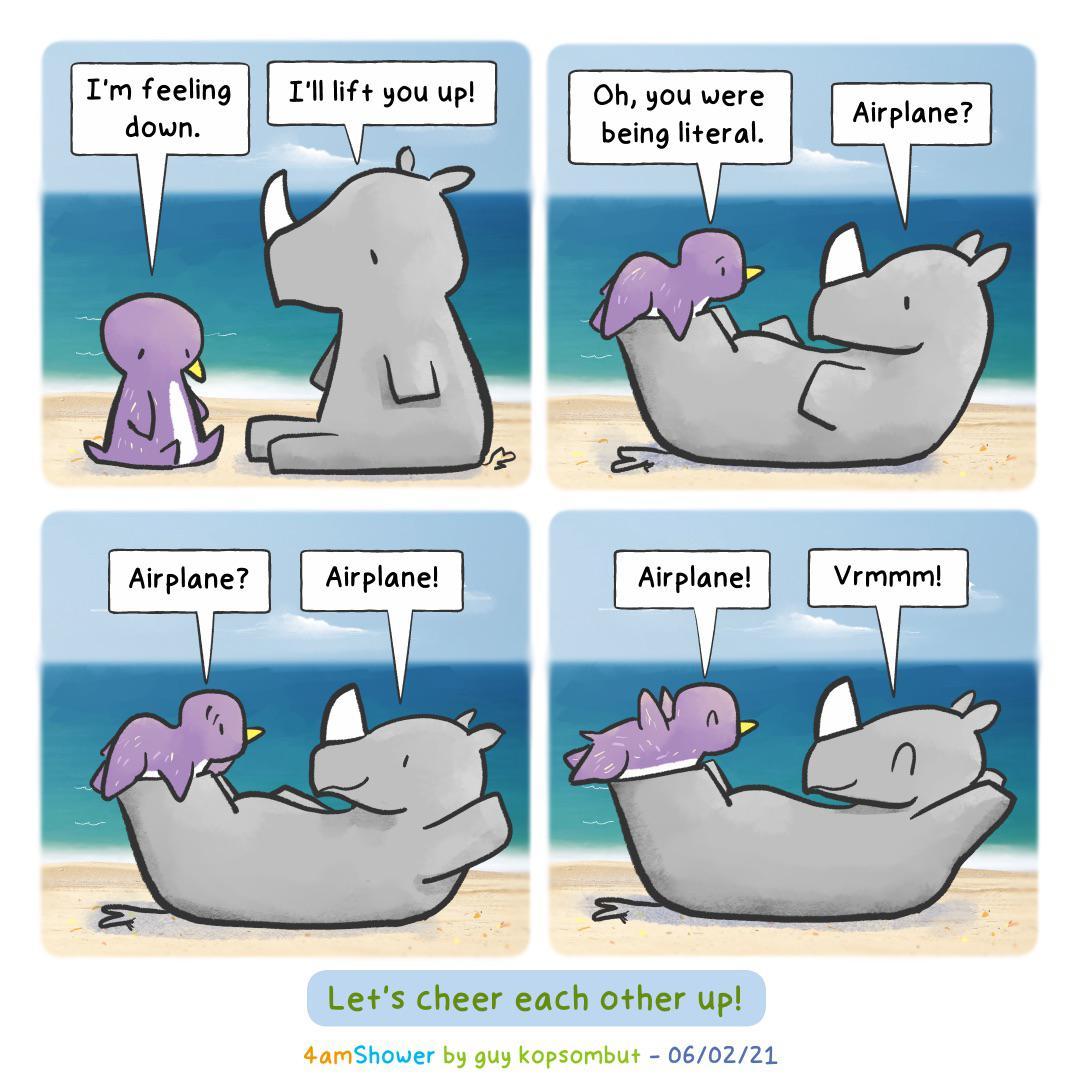 I'm feeling
down.
I'll lift you up!
Oh, you were
being literal.
Airplane?
Airplane?
Airplane!
Airplane!
Vrmmm!
Let's cheer each other up!
4amShower by guy kopsombut - 06/02/21